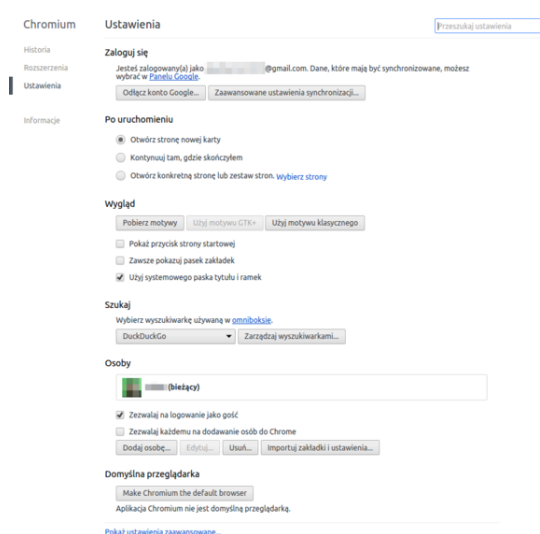 Chromium
Ustawienia
Przeszukaj ustawienia
Historia
Rozszerzenia
Ustawienia
Informacje
Zaloguj się
Jesteś zalogowany(a) jako @gmail.com. Dane, które mają być synchronizowane, możesz
wybrać w Panelu Google.
Odłącz konto Google... Zaawansowane ustawienia synchronizacji...
Po uruchomieniu
Otwórz stronę nowej karty
Kontynuuj tam, gdzie skończyłem
Otwórz konkretną stronę lub zestaw stron. Wybierz strony
Wygląd
Pobierz motywy Użyj motywu GTK+ Użyj motywu klasycznego
Pokaż przycisk strony startowej
Zawsze pokazuj pasek zakładek
Użyj systemowego paska tytułu i ramek
Szukaj
Wybierz wyszukiwarkę używaną w omniboksie.
DuckDuckGo Zarządzaj wyszukiwarkami...
Osoby
(bieżący)
Zezwalaj na logowanie jako gość
Zezwalaj każdemu na dodawanie osób do Chrome
Dodaj osobę... Edytuj... Usuń... Importuj zakładki i ustawienia...
Domyślna przeglądarka
Make Chromium the default browser
Aplikacja Chromium nie jest domyślną przeglądarką.
Pokaż ustawienia zaawansowane...